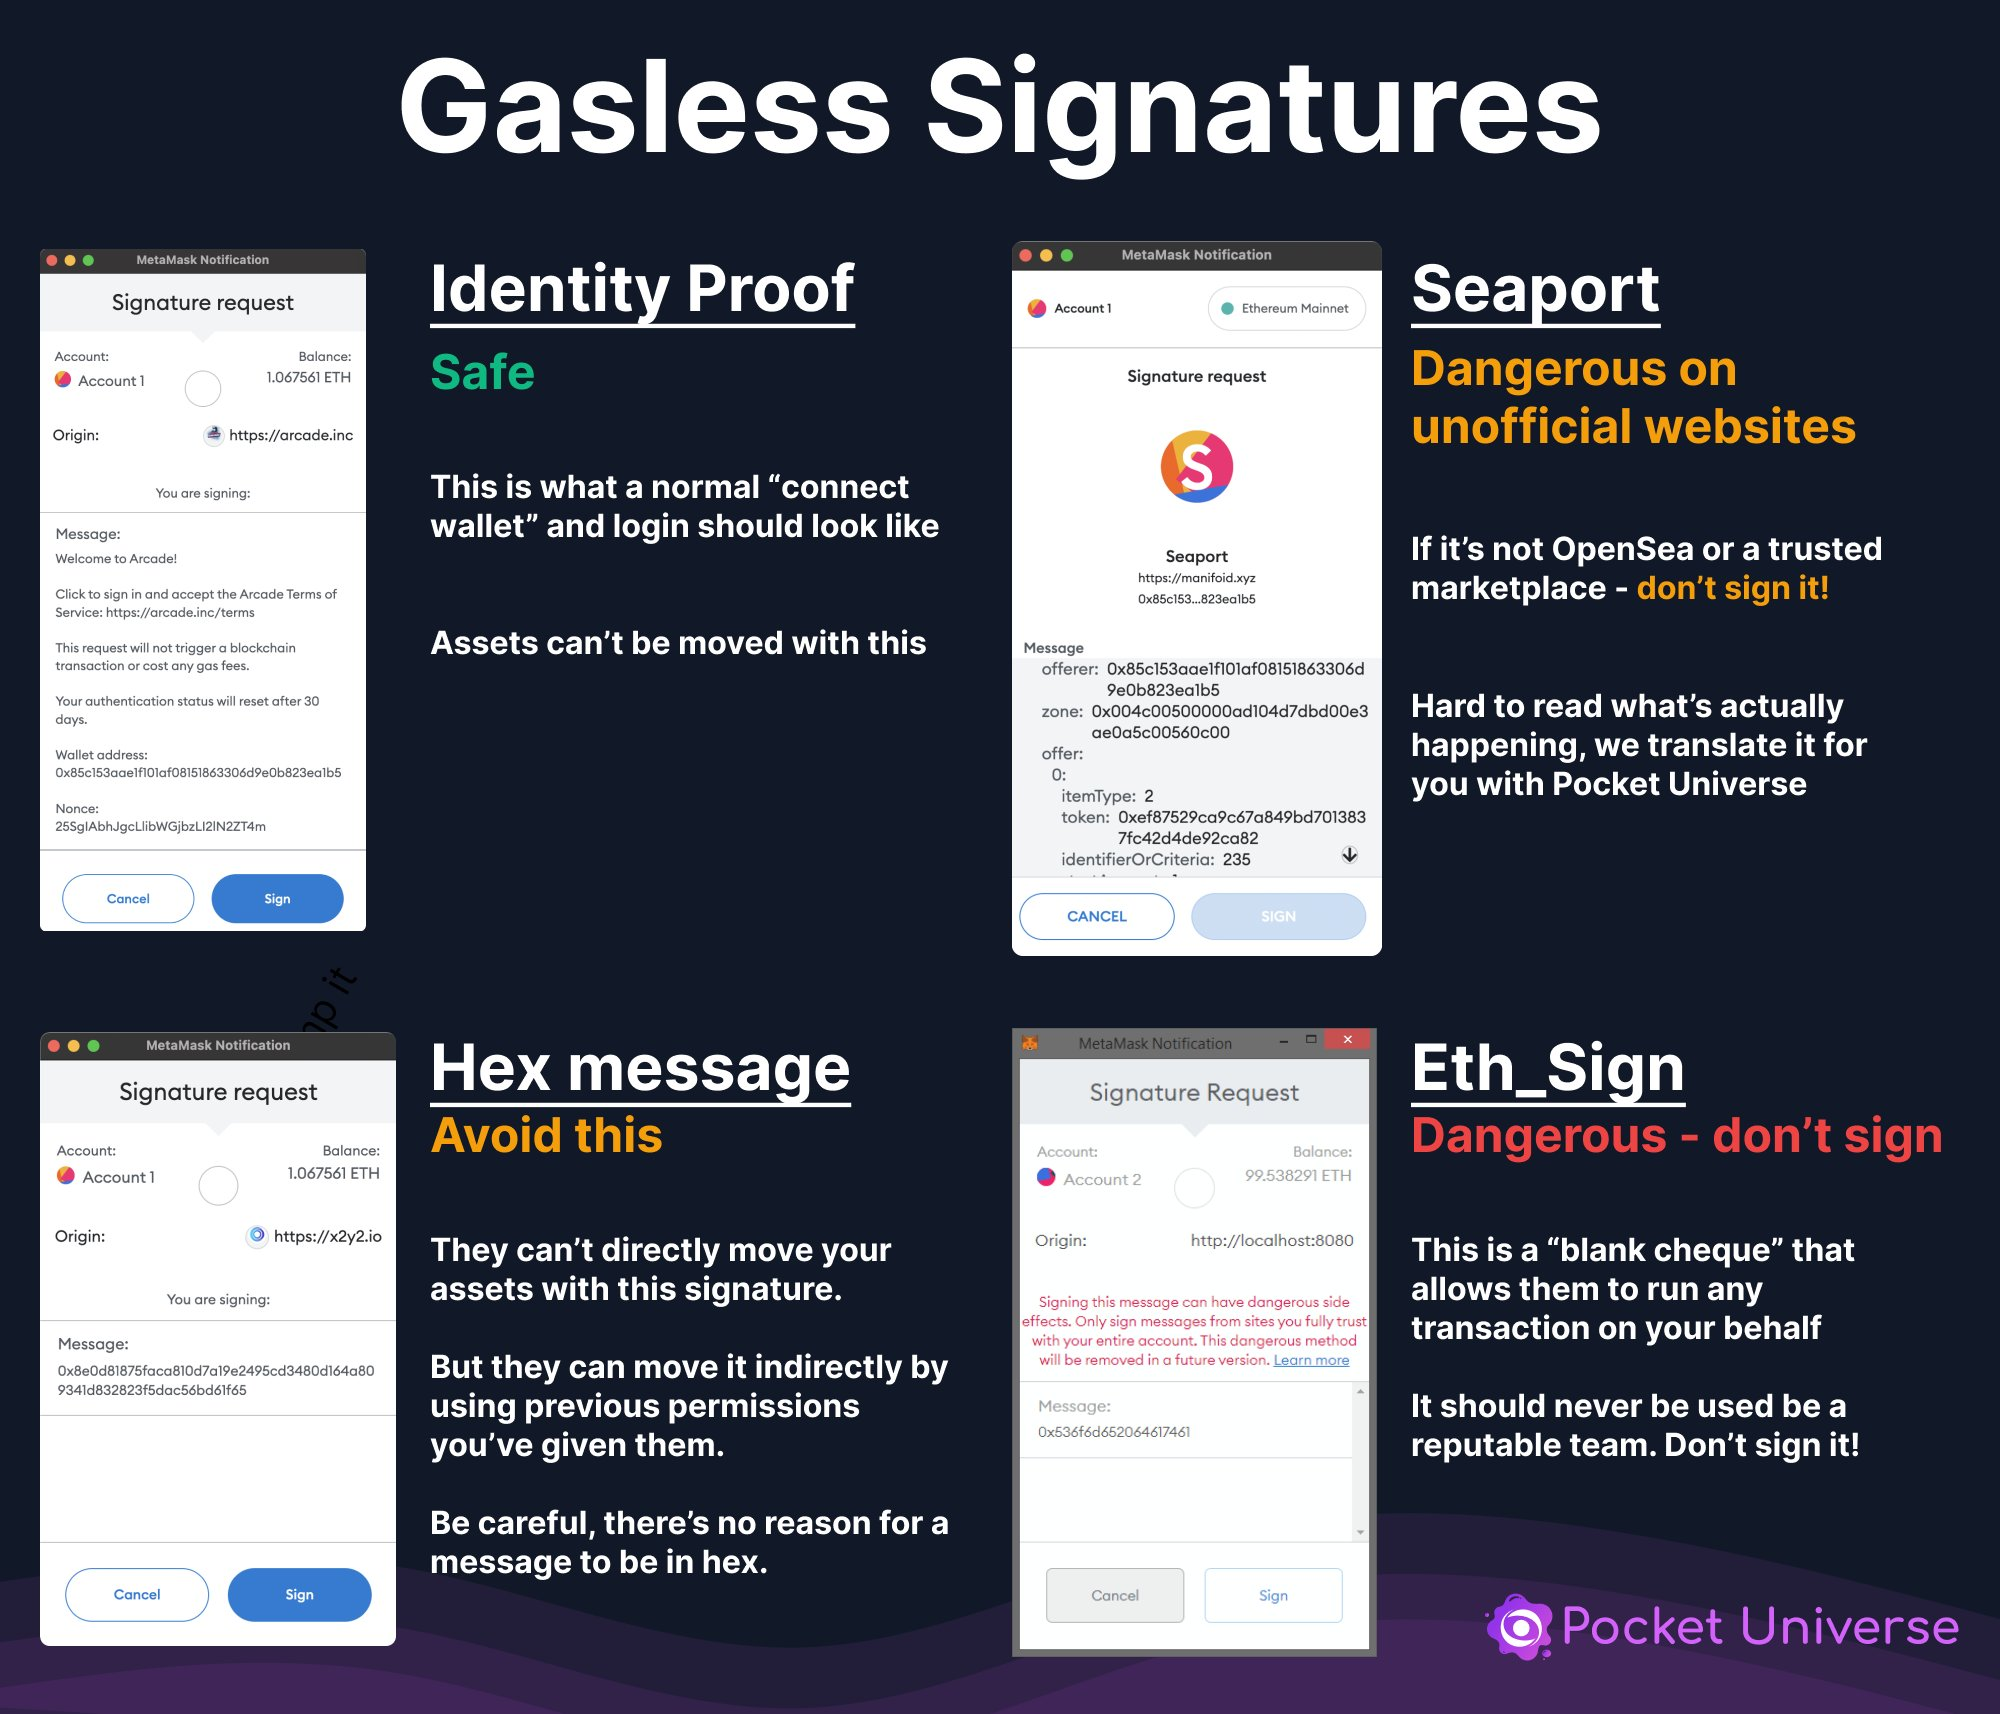 Gasless Signatures
MetaMask Notification
Signature request
Account:
Balance:
Account 1
1.067561 ETH
Origin:
https://arcade.inc
You are signing:
Message:
Welcome to Arcade!
Click to sign in and accept the Arcade Terms of
Service: https://arcade.inc/terms
This request will not trigger a blockchain
transaction or cost any gas fees.
Your authentication status will reset after 30
days.
Wallet address:
0x85c153aae1f101af08151863306d9e0b823ea1b5
Nonce:
25SgIAbhJgcLlibWGjbzLI2lN2ZT4m
Cancel
Sign
Identity Proof
Safe
This is what a normal “connect
wallet” and login should look like
Assets can’t be moved with this
MetaMask Notification
Account 1
Ethereum Mainnet
Signature request
Seaport
https://manifoid.xyz
0x85c153...823ea1b5
Message
offerer: 0x85c153aae1f101af08151863306d
9e0b823ea1b5
zone: 0x004c00500000ad104d7dbd00e3
ae0a5c00560c00
offer:
0:
itemType: 2
token: 0xef87529ca9c67a849bd701383
7fc42d4de92ca82
identifierOrCriteria: 235
CANCEL
SIGN
Seaport
Dangerous on
unofficial websites
If it’s not OpenSea or a trusted
marketplace - don’t sign it!
Hard to read what’s actually
happening, we translate it for
you with Pocket Universe
it
MetaMask Notification
Signature request
Account:
Balance:
Account 1
1.067561 ETH
Origin:
https://x2y2.io
You are signing:
Message:
0x8e0d81875faca810d7a19e2495cd3480d164a80
9341d832823f5dac56bd61f65
Cancel
Sign
Hex message
Avoid this
They can’t directly move your
assets with this signature.
But they can move it indirectly by
using previous permissions
you’ve given them.
Be careful, there’s no reason for a
message to be in hex.
MetaMask Notification
Signature Request
Account:
Balance:
Account 2
99.538291 ETH
Origin:
http://localhost:8080
Signing this message can have dangerous side
effects. Only sign messages from sites you fully trust
with your entire account. This dangerous method
will be removed in a future version. Learn more
Message:
0x536f6d652064617461
Cancel
Sign
Eth_Sign
Dangerous - don’t sign
This is a “blank cheque” that
allows them to run any
transaction on your behalf
It should never be used be a
reputable team. Don’t sign it!
Pocket Universe